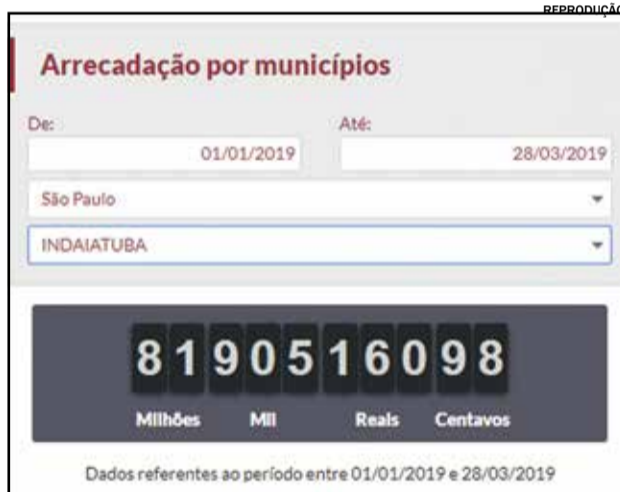 REPRODUÇÃO
Arrecadação por municípios
De: Até:
01/01/2019 28/03/2019
São Paulo
INDAIATUBA
8190516098
Milhões Mil Reais Centavos
Dados referentes ao período entre 01/01/2019 e 28/03/2019